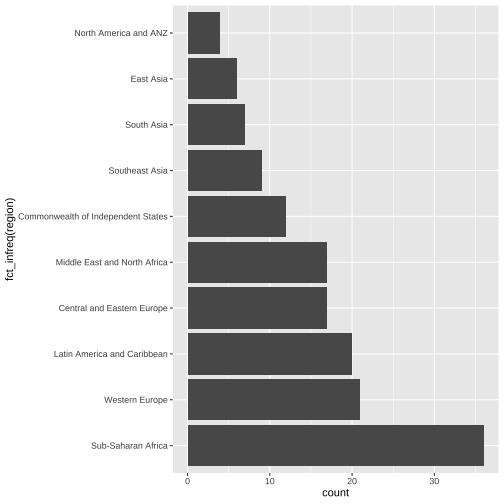 fct_infreq(region)
North America and ANZ
East Asia
South Asia
Southeast Asia
Commonwealth of Independent States
Middle East and North Africa
Central and Eastern Europe
Latin America and Caribbean
Western Europe
Sub-Saharan Africa
0 10 20 30
count